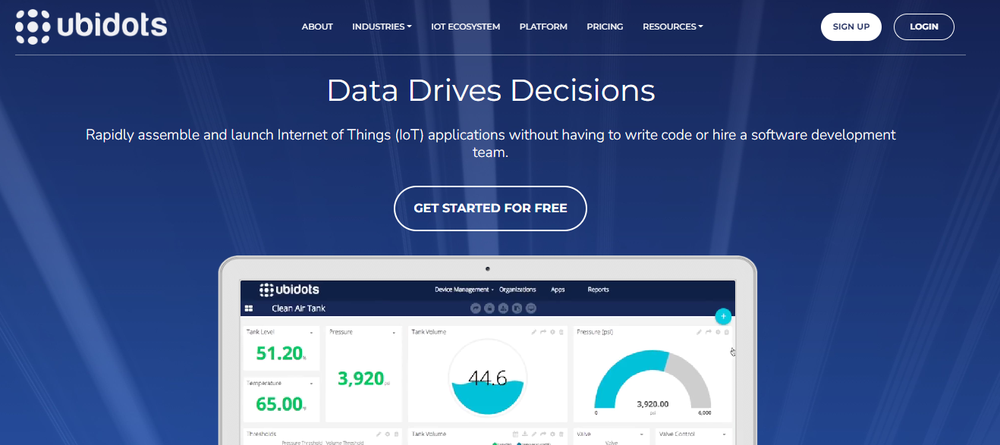 ubidots
ABOUT INDUSTRIES IOT ECOSYSTEM PLATFORM PRICING RESOURCES SIGN UP LOGIN
Data Drives Decisions
Rapidly assemble and launch Internet of Things (IoT) applications without having to write code or hire a software development
team.
GET STARTED FOR FREE
ubidots Device Management Organizations Apps Reports
Clean Air Tank
+
Tank Level Pressure Tank Volume Pressure (psi)
51.20
44.6
3,920 psi
Temperature
65.00
3,920.00
0 psi 6,000
Thresholds Tank Volume Valve Valve Control
Pressure Threshold Volume Threshold Valve